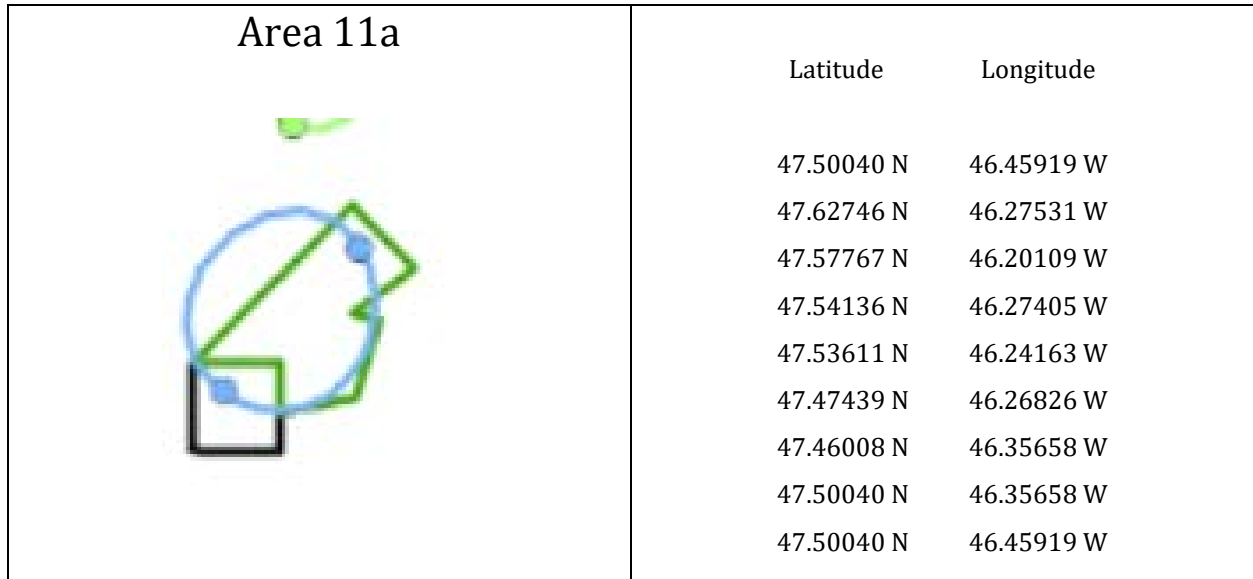 Area 11a
Latitude Longitude
47.50040 N 46.45919 W
47.62746 N 46.27531 W
47.57767 N 46.20109 W
47.54136 N 46.27405 W
47.53611 N 46.24163 W
47.47439 N 46.26826 W
47.46008 N 46.35658 W
47.50040 N 46.35658 W
47.50040 N 46.45919 W